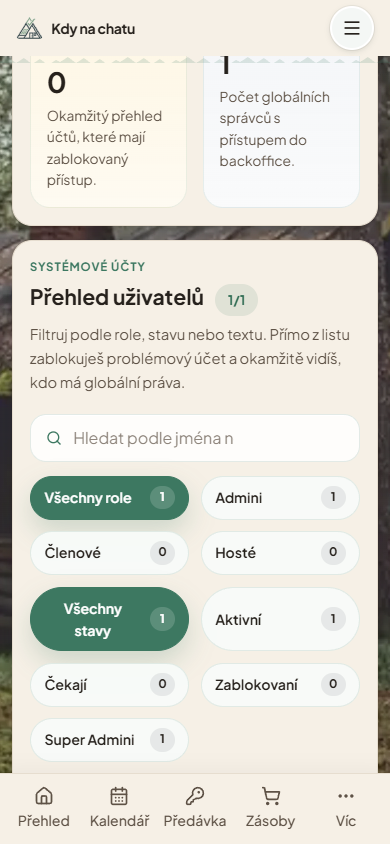 Kdy na chatu
0
1
Okamžitý přehled
účtů, které mají
zablokovaný
přístup.
Počet globálních
správců s
přístupem do
backoffice.
SYSTÉMOVÉ ÚČTY
Přehled uživatelů 1/1
Filtruj podle role, stavu nebo textu. Přímo z listu
zablokuješ problémový účet a okamžitě vidíš,
kdo má globální práva.
Hledat podle jména n
Všechny role 1
Admini 1
Členové 0
Hosté 0
Všechny
stavy 1
Aktivní 1
Čekají 0
Zablokovaní 0
Super Admini 1
Přehled
Kalendář
Předávka
Zásoby
Víc